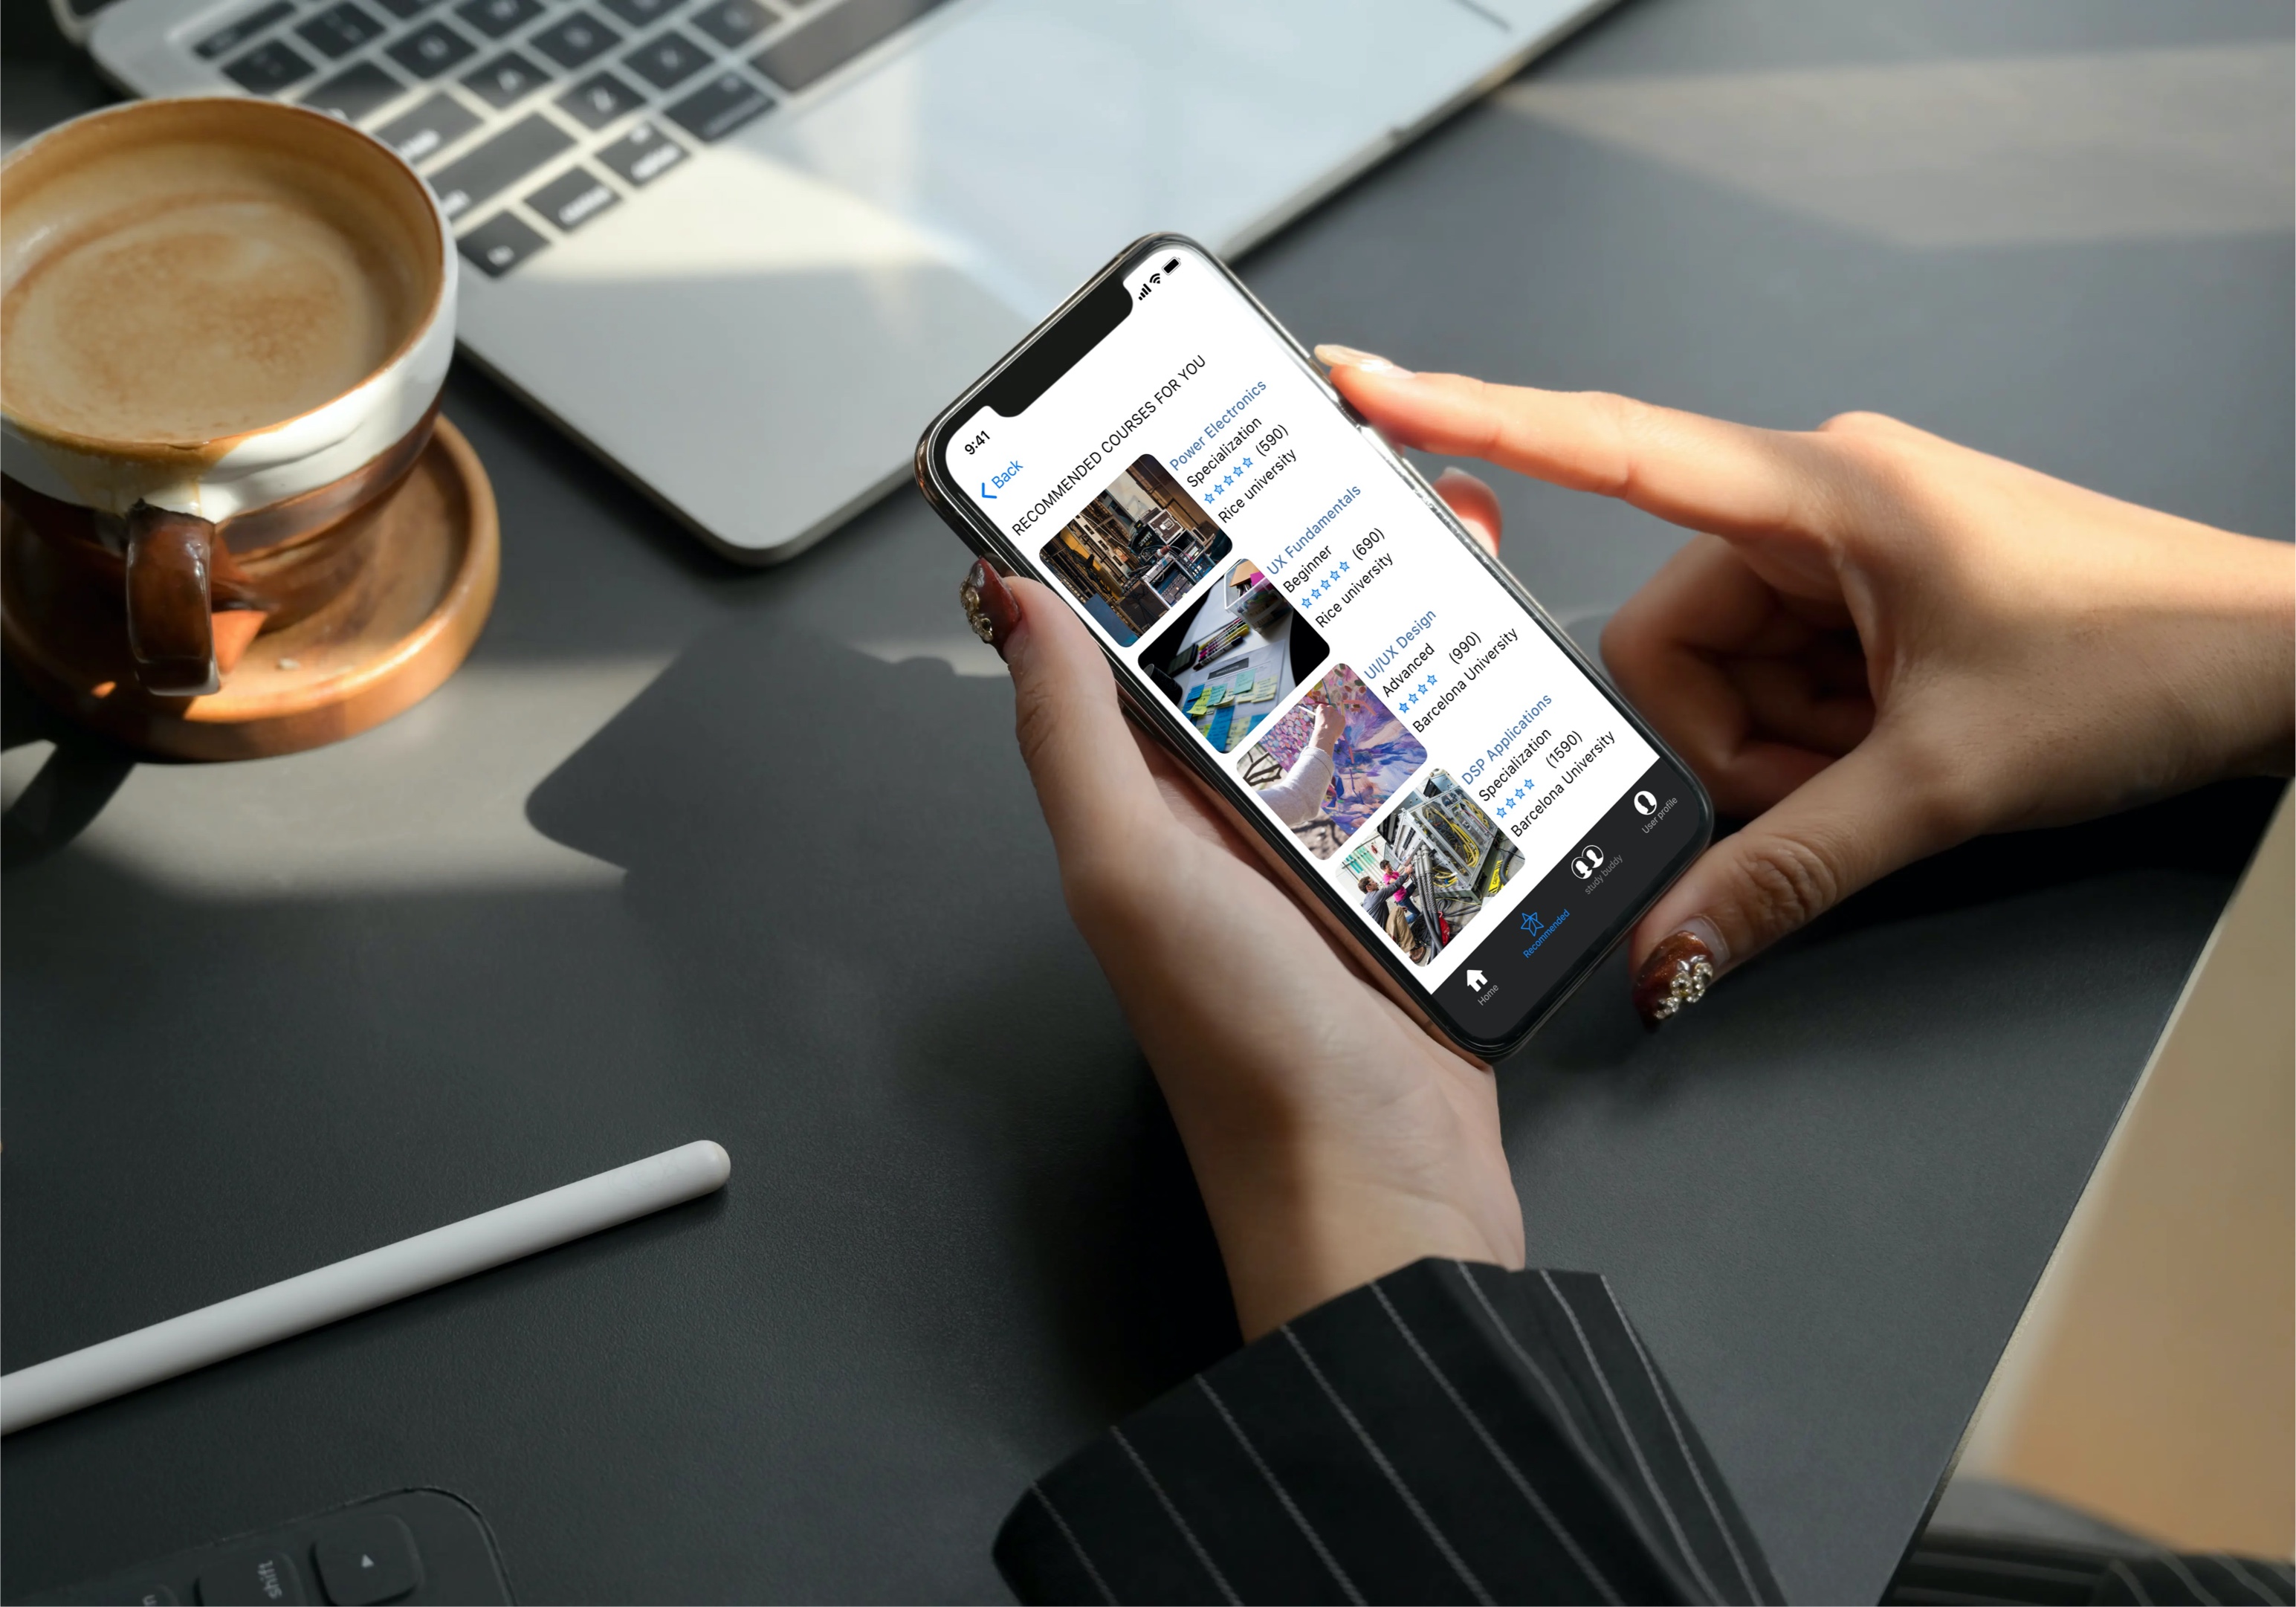 9:41
Back
RECOMMENDED COURSES FOR YOU
Power Electronics
Specialization
(590)
Rice university
UX Fundamentals
Beginner
(690)
Rice university
UI/UX Design
Advanced
(990)
Barcelona University
DSP Applications
Specialization
(1590)
Barcelona University
Home
Recommended
study buddy
User profile
shift